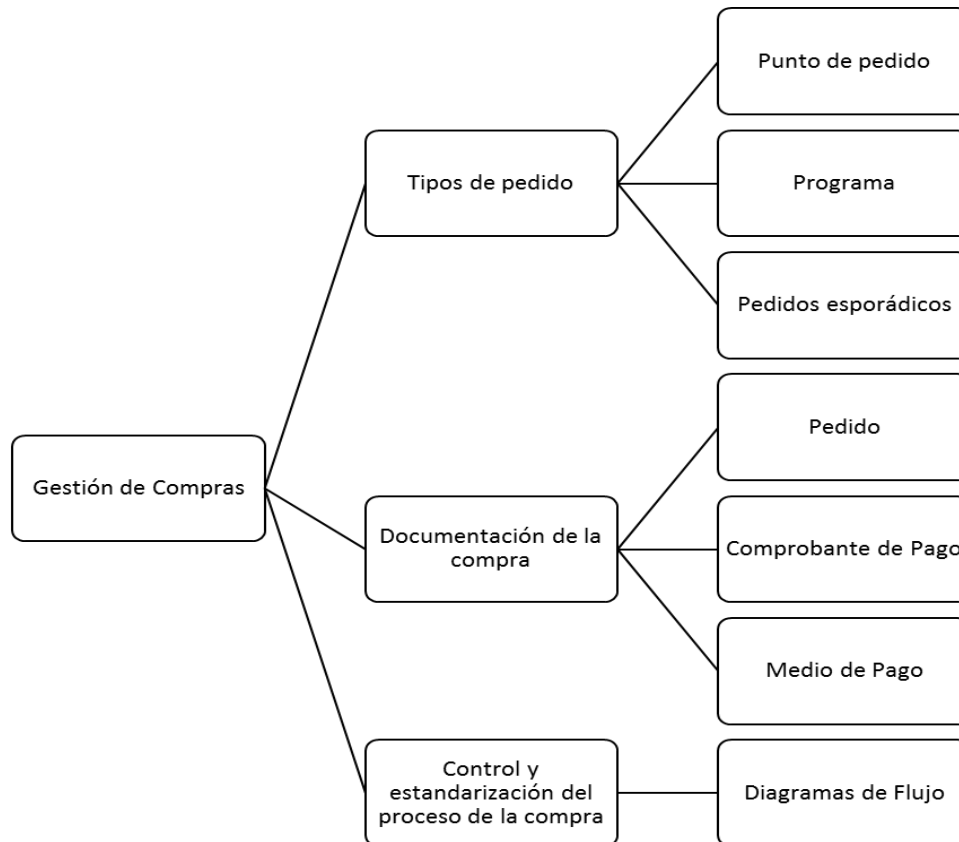 Punto de pedido
Tipos de pedido
Programa
Pedidos esporádicos
Pedido
Gestión de Compras
Documentación de la
compra
Comprobante de Pago
Medio de Pago
Control y
estandarización del
proceso de la compra
Diagramas de Flujo